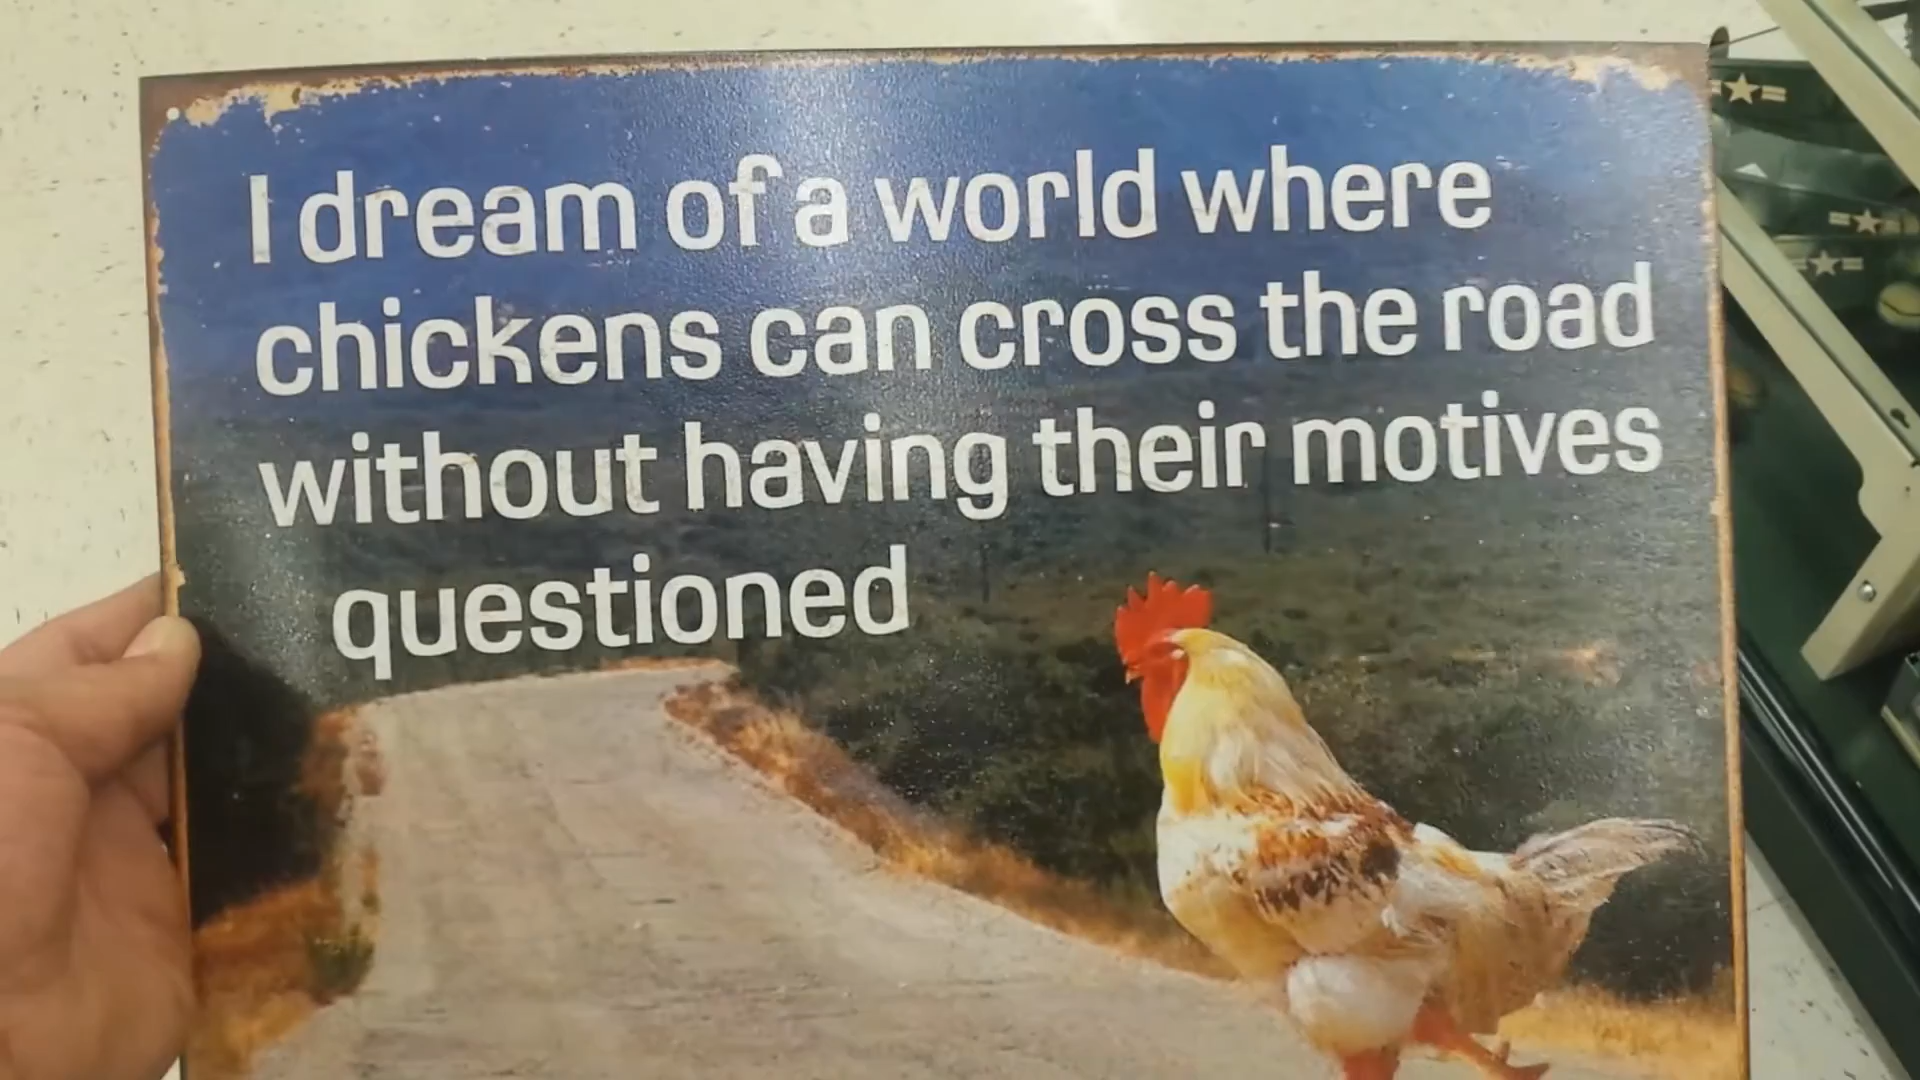 I dream of a world where
chickens can cross the road
without having their motives
questioned